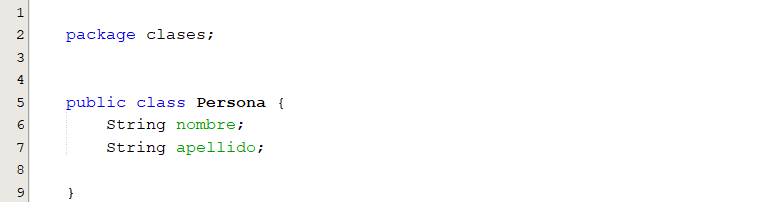 1
2 package clases;
3
4
5 public class Persona {
6 String nombre;
7 String apellido;
8
9 }